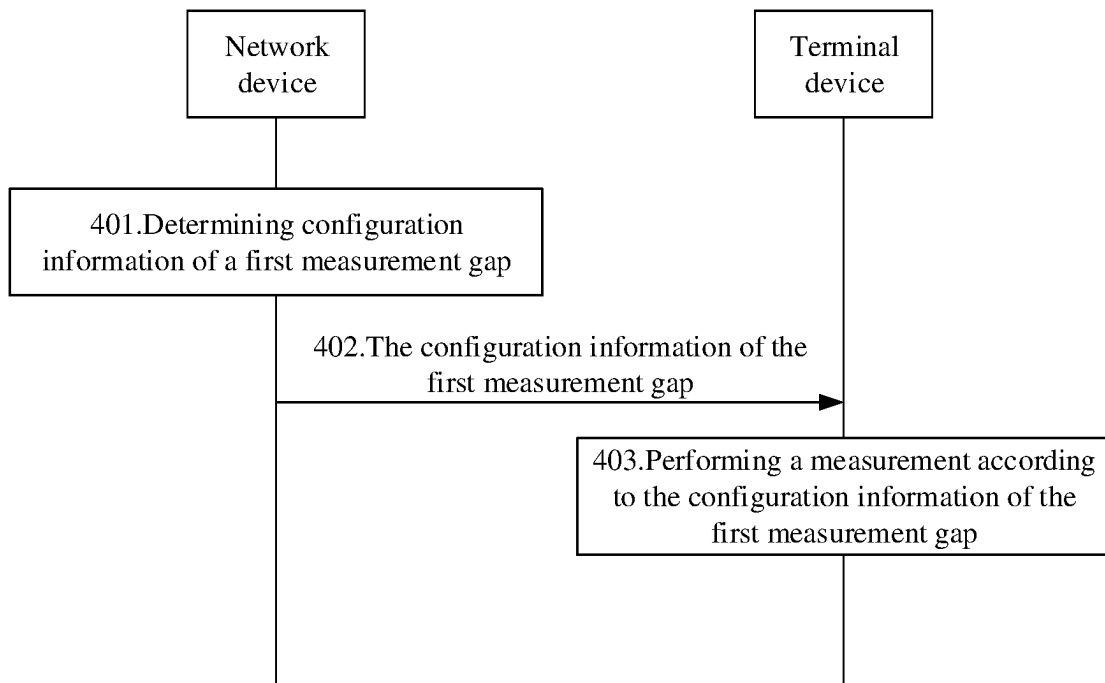 Network
device
Terminal
device
401.Determining configuration
information of a first measurement gap
402.The configuration information of the
first measurement gap
403.Performing a measurement according
to the configuration information of the
first measurement gap